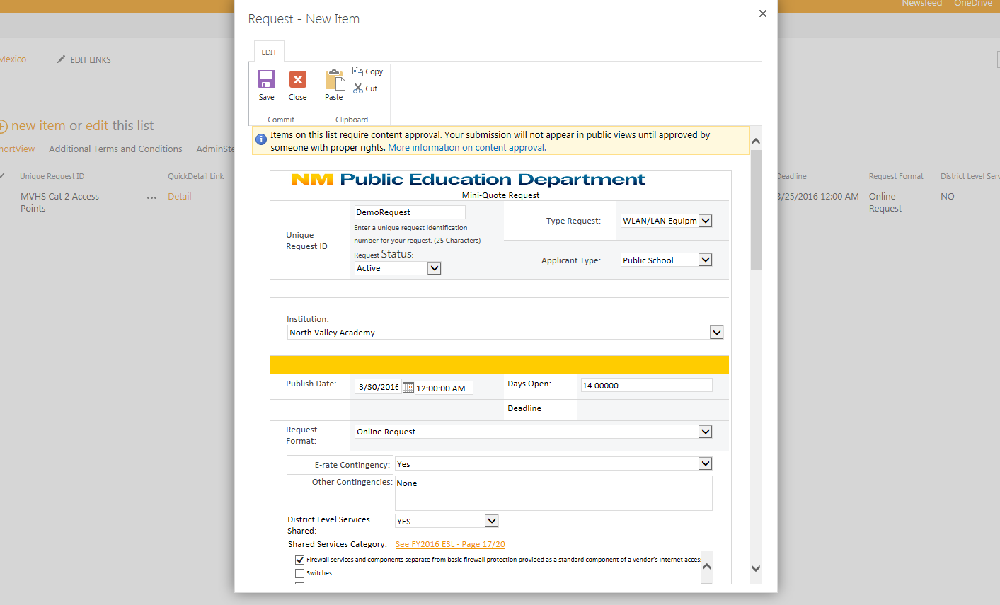 Newsfeed OneDrive
Request - New Item
Mexico EDIT LINKS
EDIT
Save Close Paste Copy
Cut
Commit Clipboard
new item or edit this list
Items on this list require content approval. Your submission will not appear in public views until approved by
someone with proper rights. More information on content approval.
Additional Terms and Conditions
Unique Request ID QuickDetail Link Deadline Request Format District Level Serv
MVHS Cat 2 Access
Points
... Detail
3/25/2016 12:00 AM Online
Request
NO
NM Public Education Department
Mini-Quote Request
Unique
Request ID
DemoRequest
Enter a unique request identification
number for your request. (25 Characters)
Request Status:
Active
Type Request: WLAN/LAN Equipm
Applicant Type: Public School
Institution:
North Valley Academy
Publish Date: 3/30/2016 12:00:00 AM Days Open: 14.00000
Deadline
Request
Format:
Online Request
E-rate Contingency: Yes
Other Contingencies: None
District Level Services
Shared:
YES
Shared Services Category: See FY2016 ESL - Page 17/20
Firewall services and components separate from basic firewall protection provided as a standard component of a vendor's Internet acces
Switches